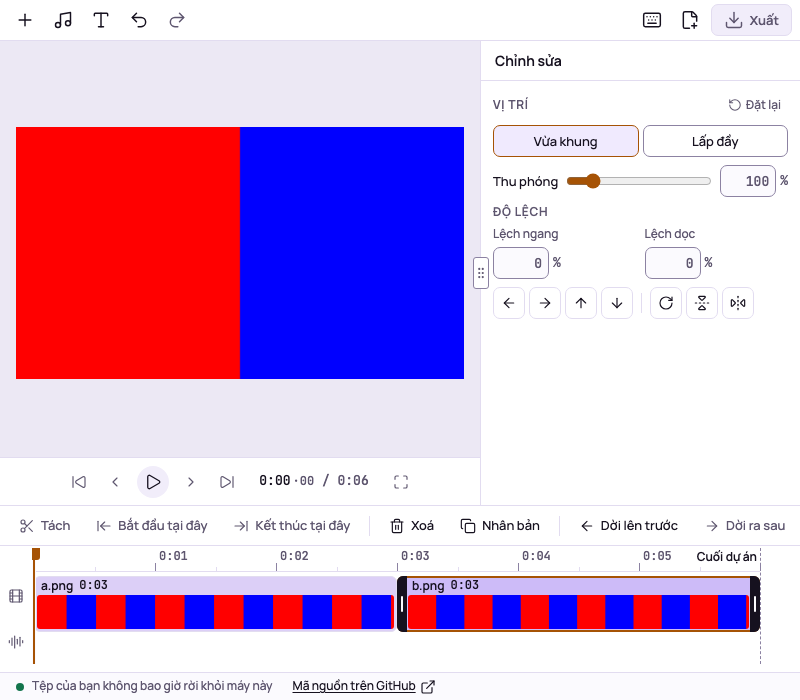 Xuất
Chỉnh sửa
VỊ TRÍ
Đặt lại
Vừa khung
Lấp đầy
Thu phóng
100 %
ĐỘ LỆCH
Lệch ngang
Lệch dọc
0 %
0 %
0:00·00 / 0:06
Tách
Bắt đầu tại đây
Kết thúc tại đây
Xoá
Nhân bản
Dời lên trước
Dời ra sau
0:01
0:02
0:03
0:04
0:05
Cuối dự án
a.png 0:03
b.png 0:03
Tệp của bạn không bao giờ rời khỏi máy này
Mã nguồn trên GitHub